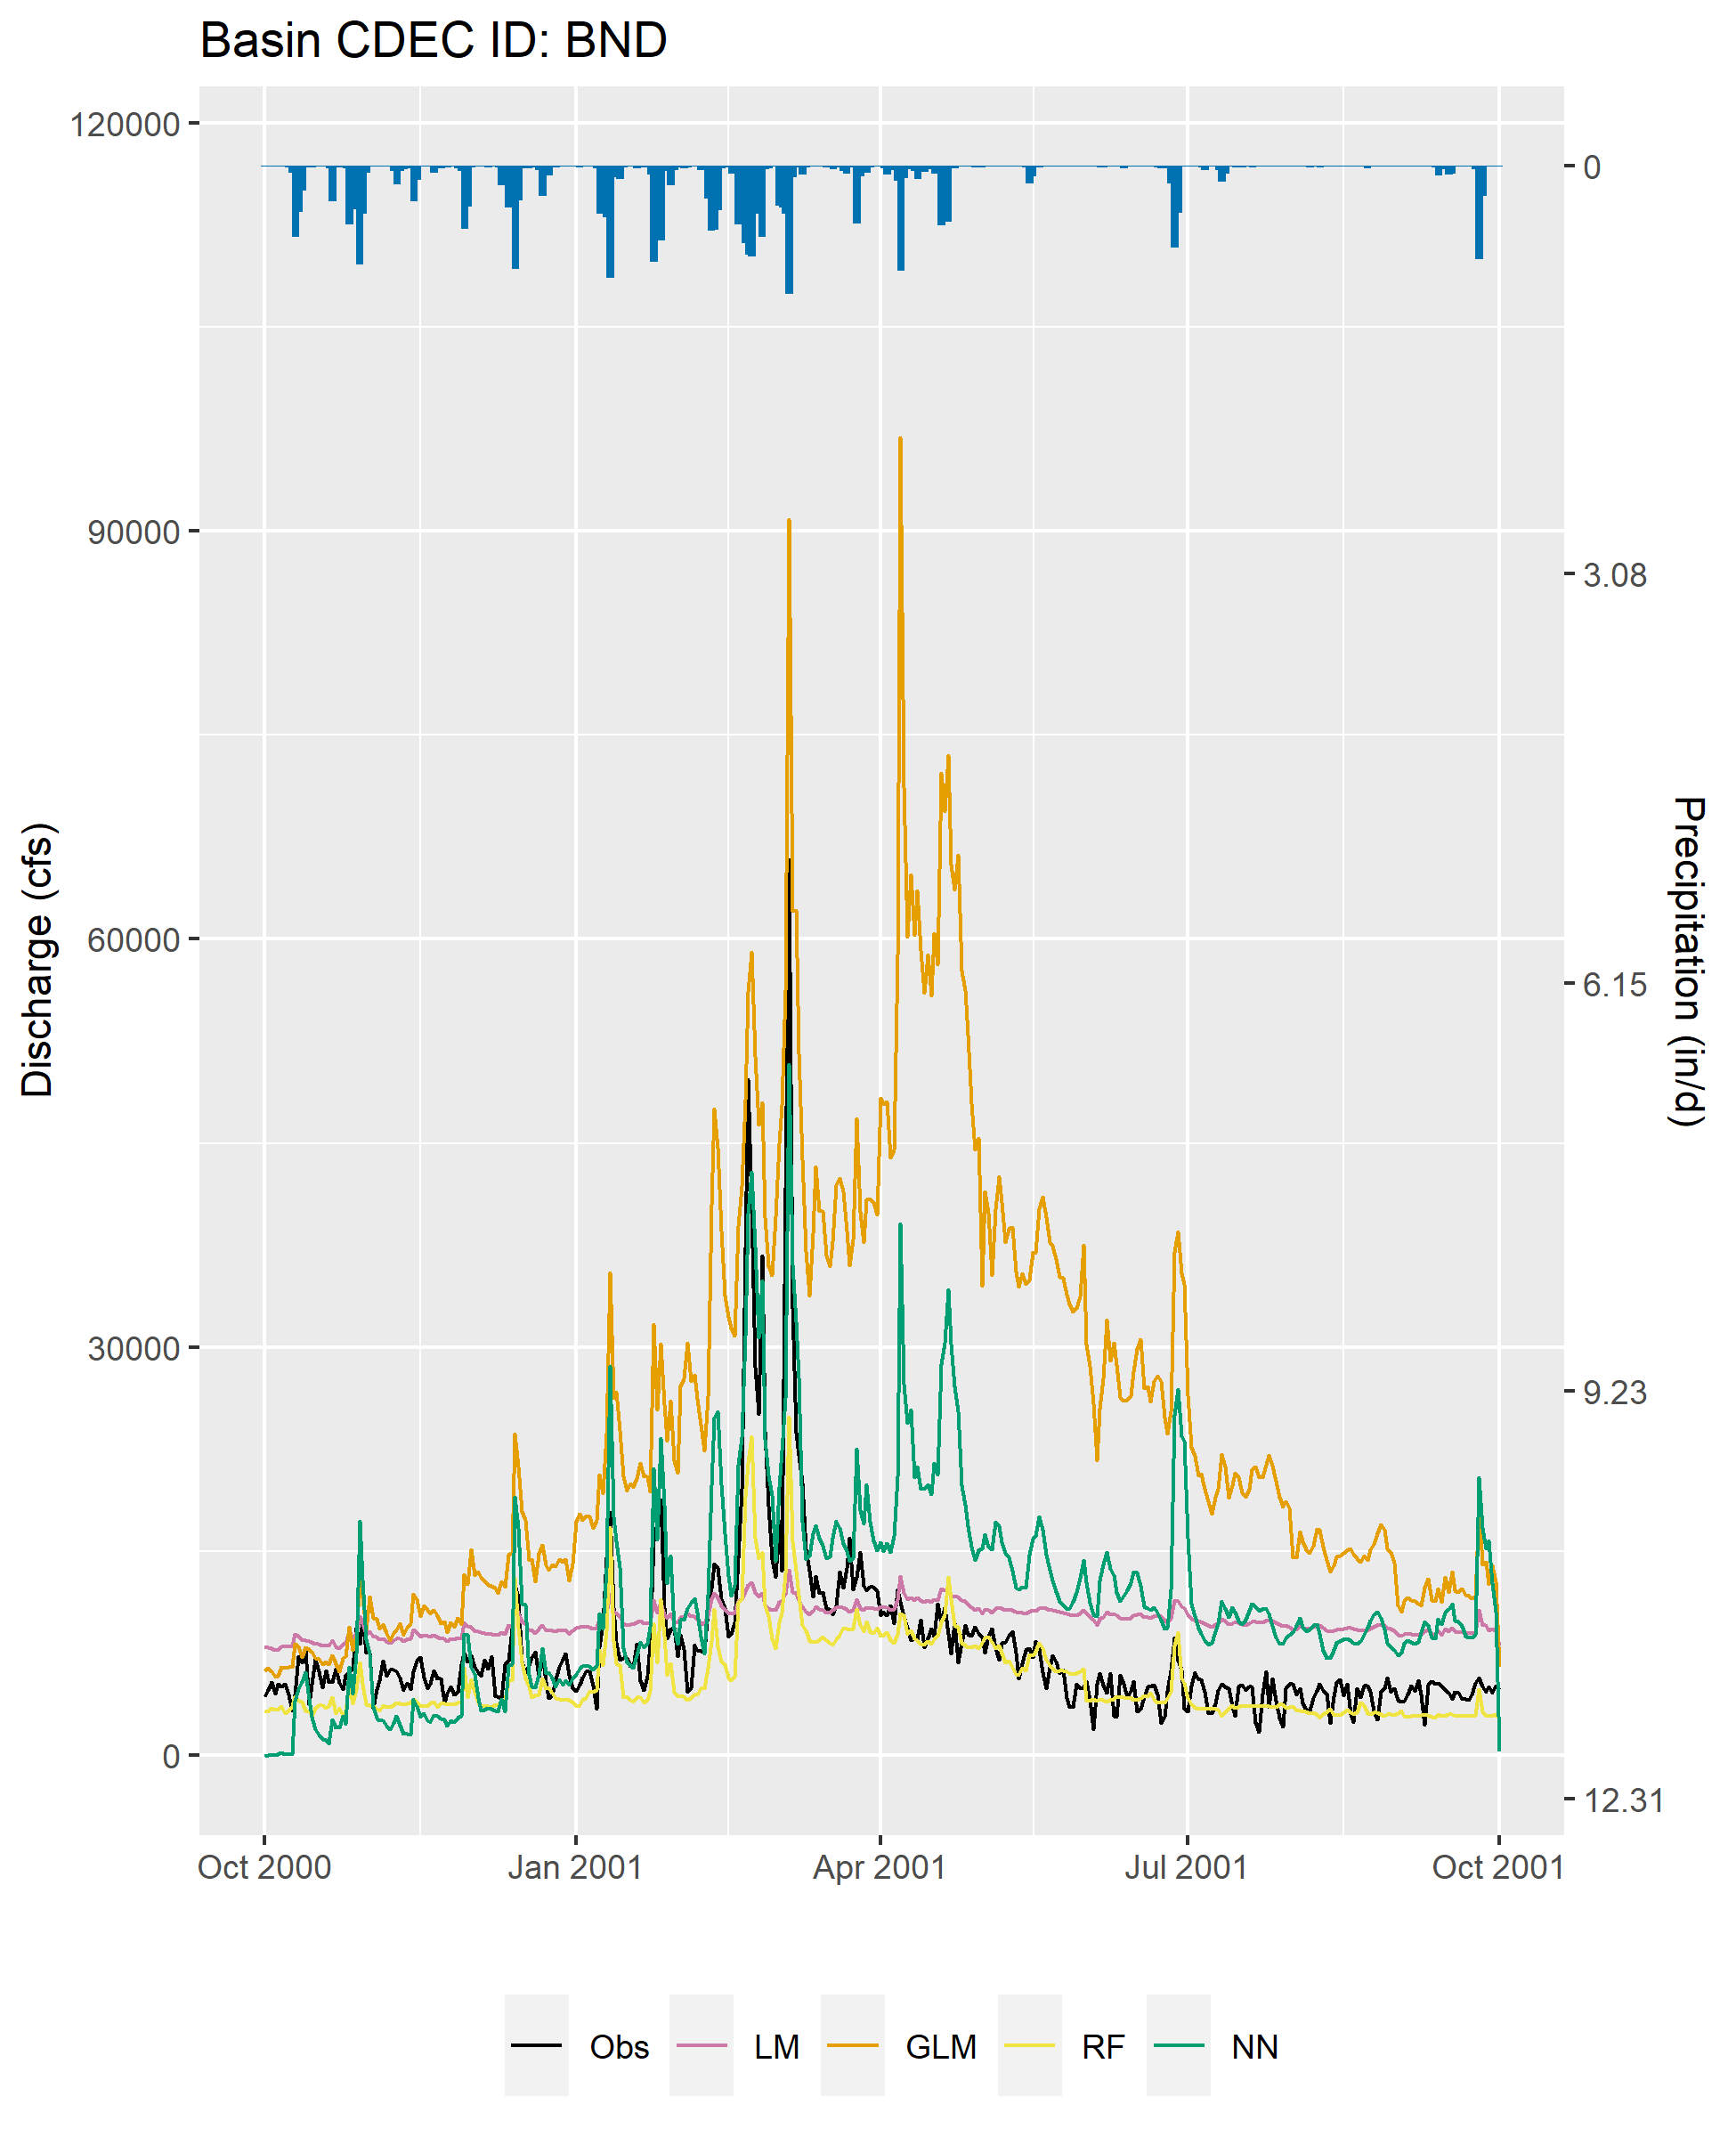 Basin CDEC ID: BND
120000
90000
60000
30000
0
Discharge (cfs)
0
3.08
6.15
9.23
12.31
Precipitation (in/d)
Oct 2000 Jan 2001 Apr 2001 Jul 2001 Oct 2001
Obs LM GLM RF NN